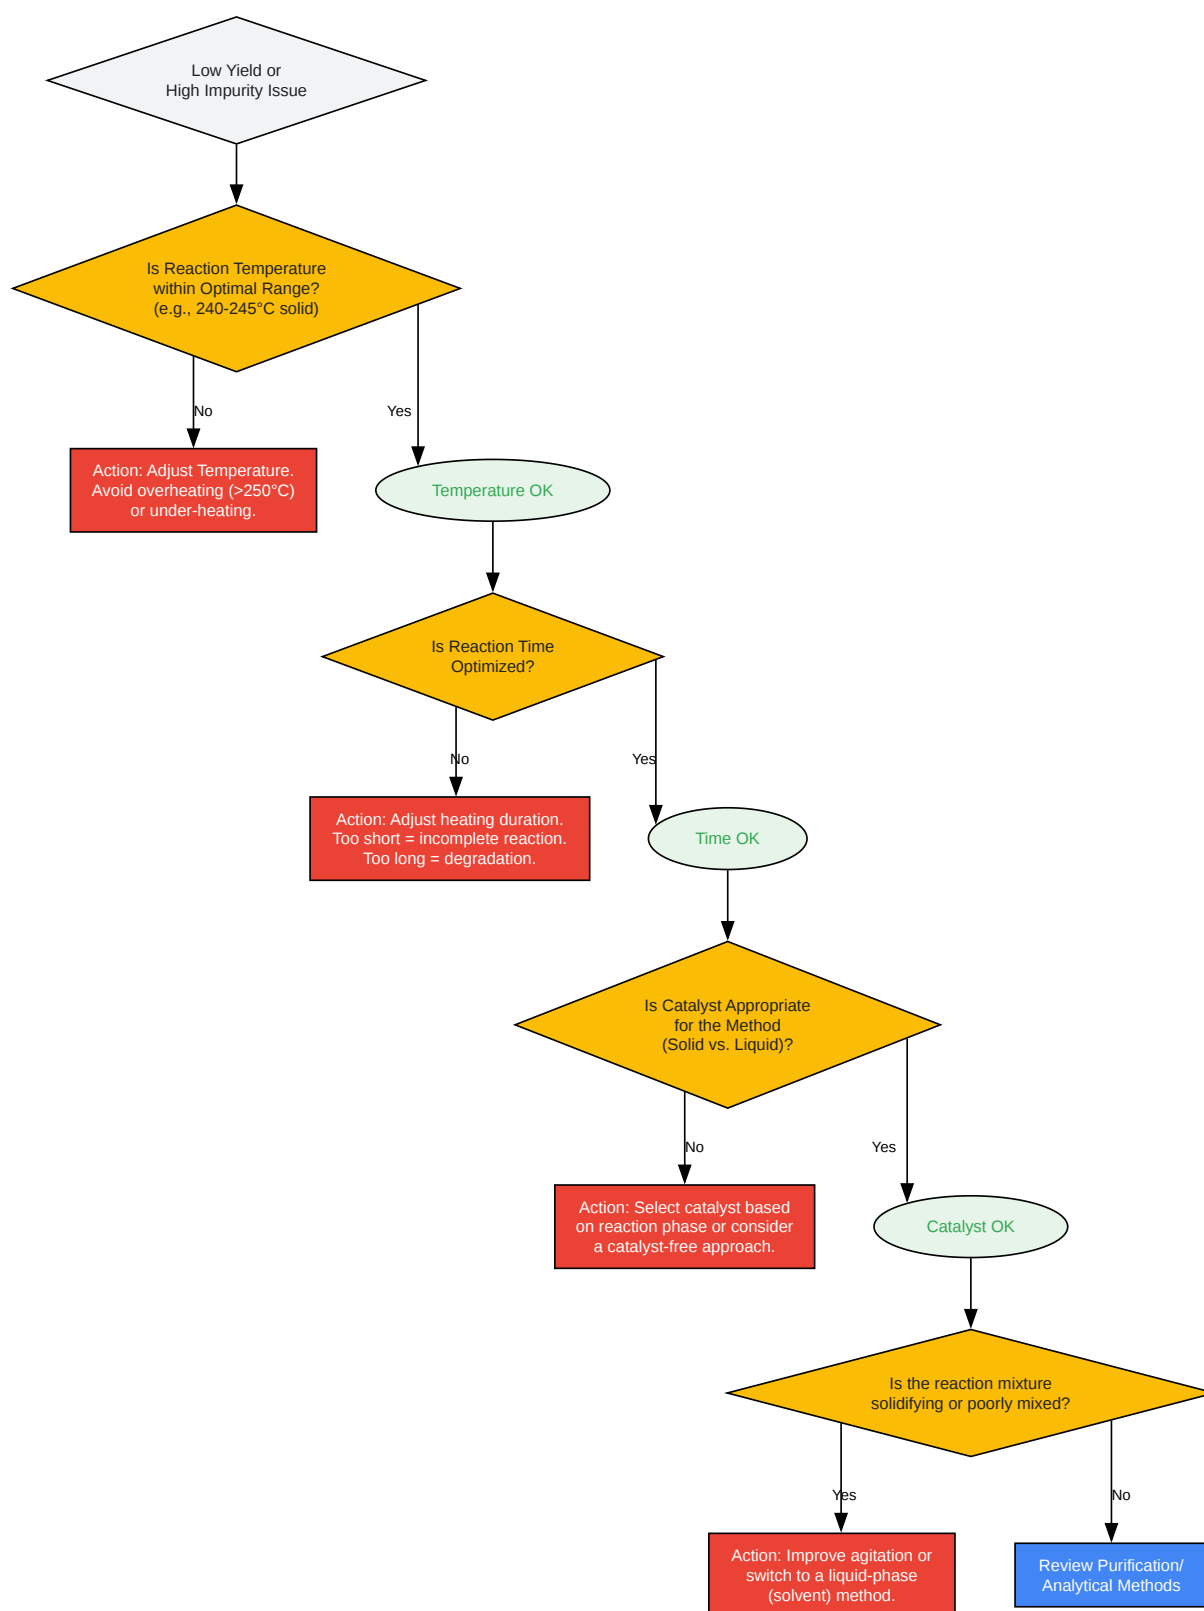 Low Yield or
High Impurity Issue
Is Reaction Temperature
within Optimal Range?
(e.g., 240-245°C solid)
No
Yes
Action: Adjust Temperature.
Avoid overheating (>250°C)
or under-heating.
Temperature OK
Is Reaction Time
Optimized?
No
Yes
Action: Adjust heating duration.
Too short = incomplete reaction.
Too long = degradation.
Time OK
Is Catalyst Appropriate
for the Method
(Solid vs. Liquid)?
No
Yes
Action: Select catalyst based
on reaction phase or consider
a catalyst-free approach.
Catalyst OK
Is the reaction mixture
solidifying or poorly mixed?
Yes
No
Action: Improve agitation or
switch to a liquid-phase
(solvent) method.
Review Purification/
Analytical Methods